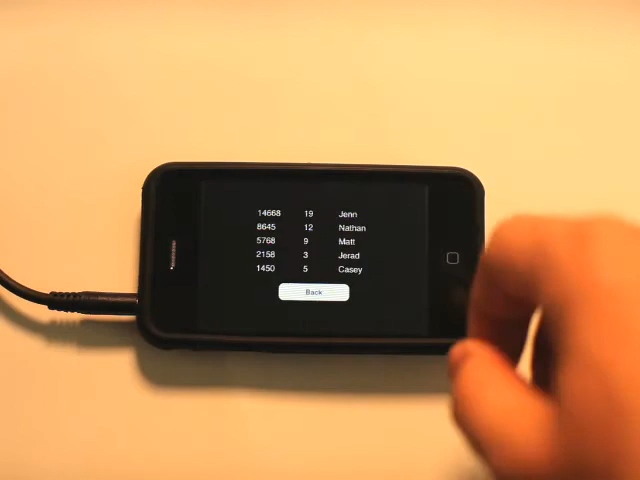 14668 19 Jenn
8645 12 Nathan
5768 9 Matt
2158 3 Jerad
1450 5 Casey
Back